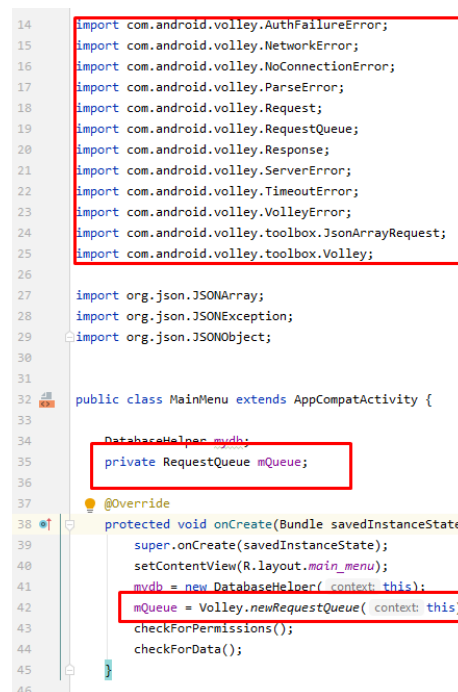 14 import com.android.volley.AuthFailureError;
15 import com.android.volley.NetworkError;
16 import com.android.volley.NoConnectionError;
17 import com.android.volley.ParseError;
18 import com.android.volley.Request;
19 import com.android.volley.RequestQueue;
20 import com.android.volley.Response;
21 import com.android.volley.ServerError;
22 import com.android.volley.TimeoutError;
23 import com.android.volley.VolleyError;
24 import com.android.volley.toolbox.JsonArrayRequest;
25 import com.android.volley.toolbox.Volley;
26
27 import org.json.JSONArray;
28 import org.json.JSONException;
29 import org.json.JSONObject;
30
31
32 public class MainMenu extends AppCompatActivity {
33
34 DatabaseHelper mydb;
35 private RequestQueue mQueue;
36
37 @Override
38 protected void onCreate(Bundle savedInstanceState
39 super.onCreate(savedInstanceState);
40 setContentView(R.layout.main_menu);
41 mydb = new DatabaseHelper( context: this);
42 mQueue = Volley.newRequestQueue( context: this)
43 checkForPermissions();
44 checkForData();
45 }
46